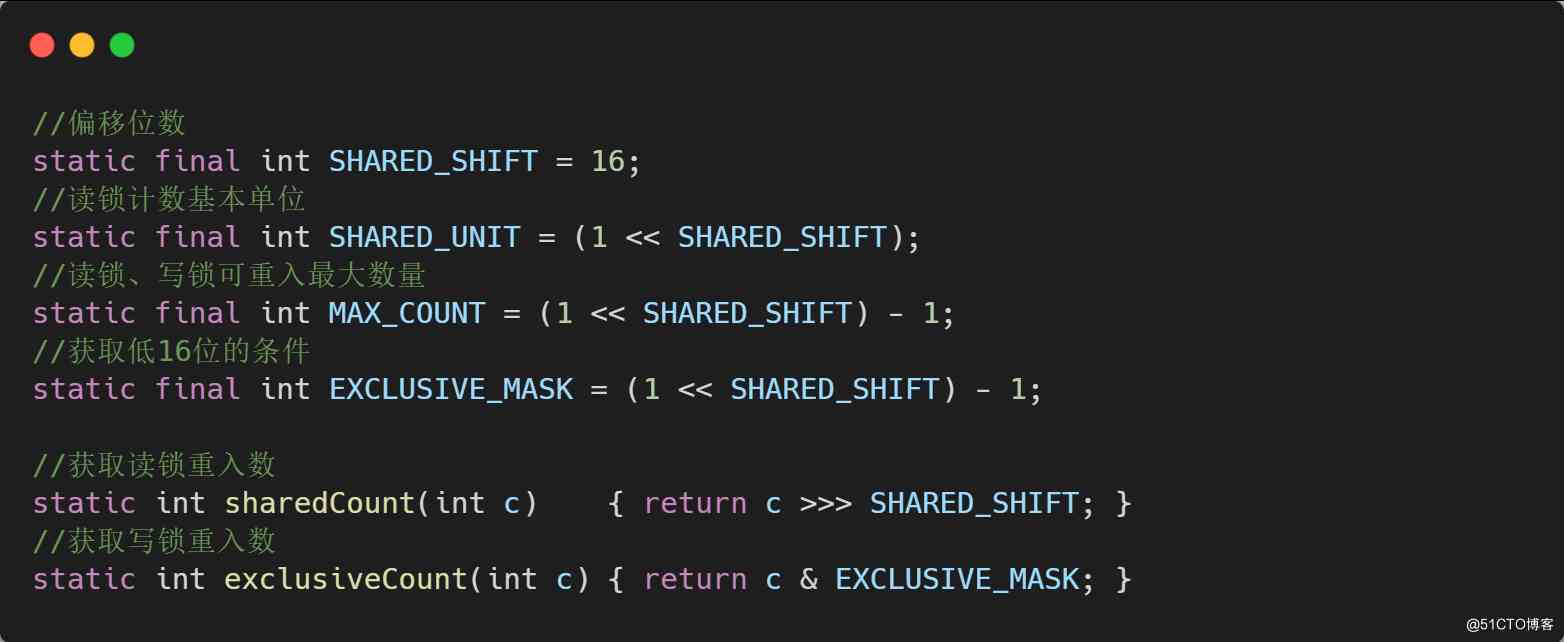 //偏移位数
static final int SHARED_SHIFT = 16;
//读锁计数基本单位
static final int SHARED_UNIT = (1 << SHARED_SHIFT);
//读锁、写锁可重入最大数量
static final int MAX_COUNT = (1 << SHARED_SHIFT) - 1;
//获取低16位的条件
static final int EXCLUSIVE_MASK = (1 << SHARED_SHIFT) - 1;
//获取读锁重入数
static int sharedCount(int c)    { return c >>> SHARED_SHIFT; }
//获取写锁重入数
static int exclusiveCount(int c) { return c & EXCLUSIVE_MASK; }
@51CTO博客